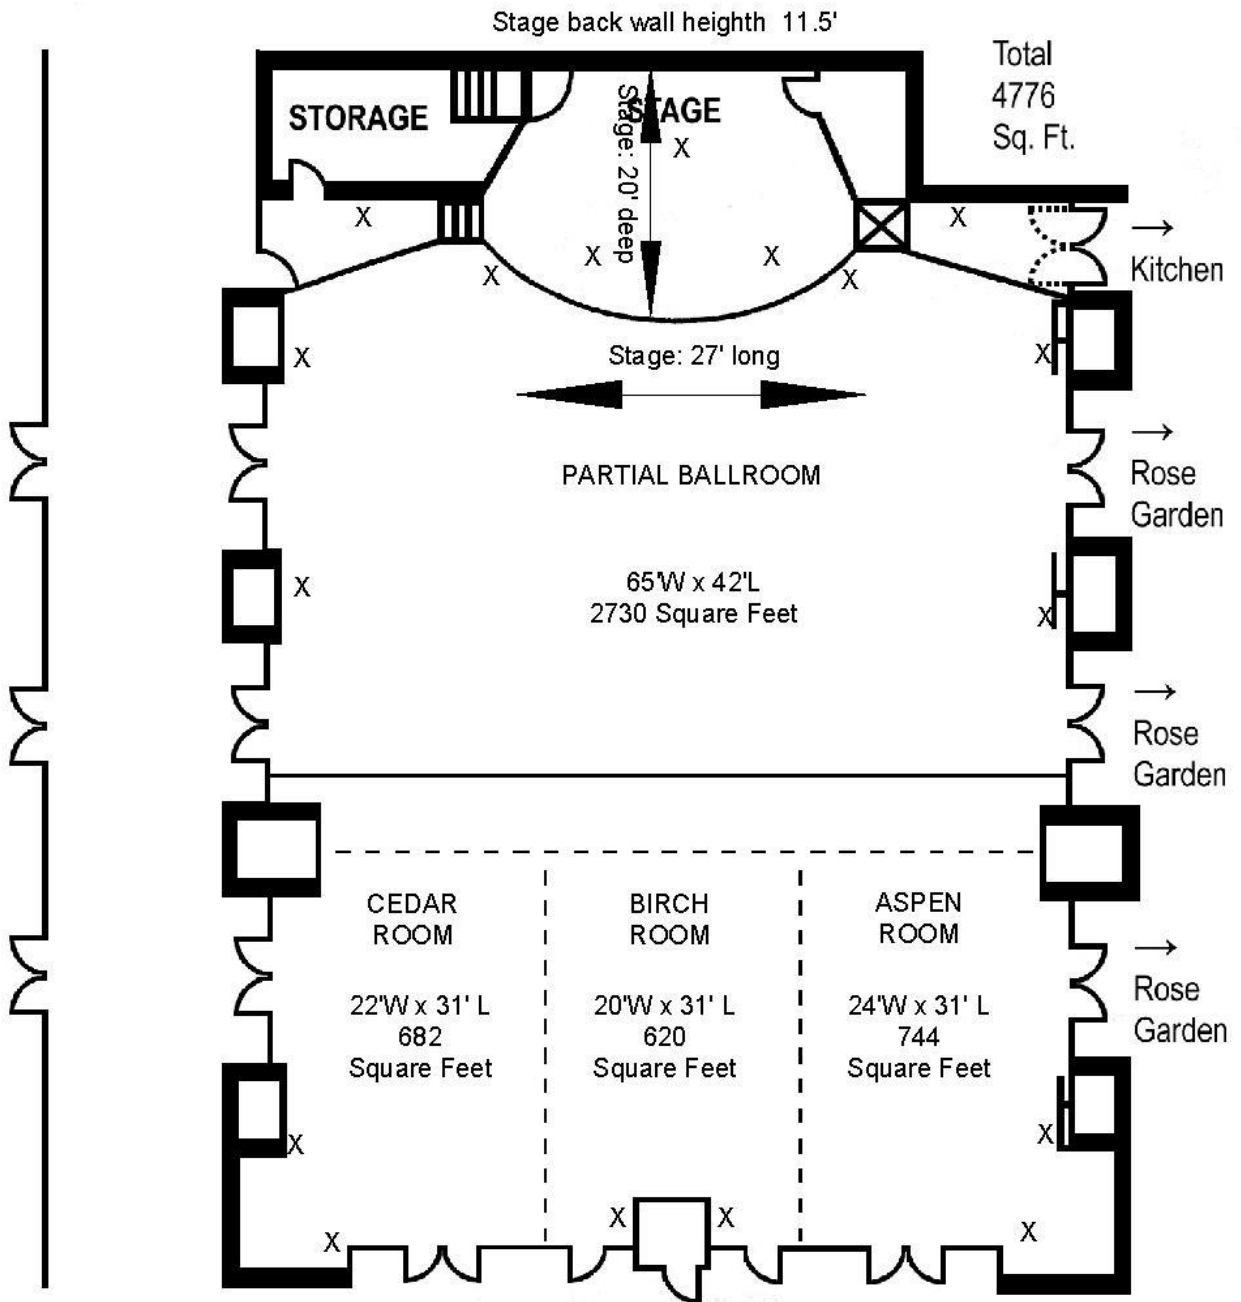 Stage back wall heighth 11.5'
Total
4776
Sq. Ft.
STORAGE
STAGE
Stage: 20' deep
X
X
X
X
X
X
X
→
Kitchen
Stage: 27' long
X
X
→
Rose
Garden
PARTIAL BALLROOM
65'W x 42'L
2730 Square Feet
X
X
→
Rose
Garden
CEDAR
ROOM
22'W x 31' L
682
Square Feet
BIRCH
ROOM
20'W x 31' L
620
Square Feet
ASPEN
ROOM
24'W x 31' L
744
Square Feet
→
Rose
Garden
X
X
X
X
X
X